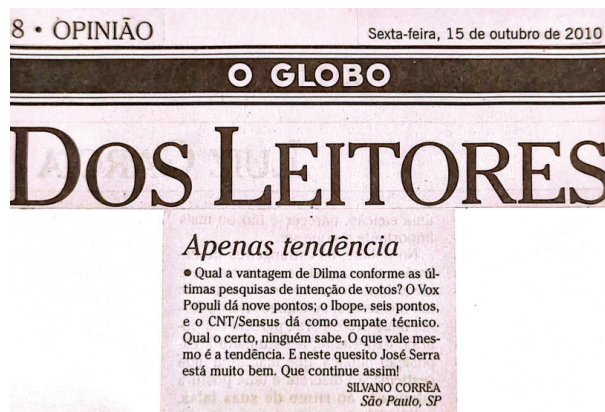 8 • OPINIÃO
Sexta-feira, 15 de outubro de 2010
O GLOBO
DOS LEITORES
Apenas tendência
• Qual a vantagem de Dilma conforme as úl-
timas pesquisas de intenção de votos? O Vox
Populi dá nove pontos; o Ibope, seis pontos,
e o CNT/Sensus dá como empate técnico.
Qual o certo, ninguém sabe. O que vale mes-
mo é a tendência. E neste quesito José Serra
está muito bem. Que continue assim!
SILVANO CORRÊA
São Paulo, SP